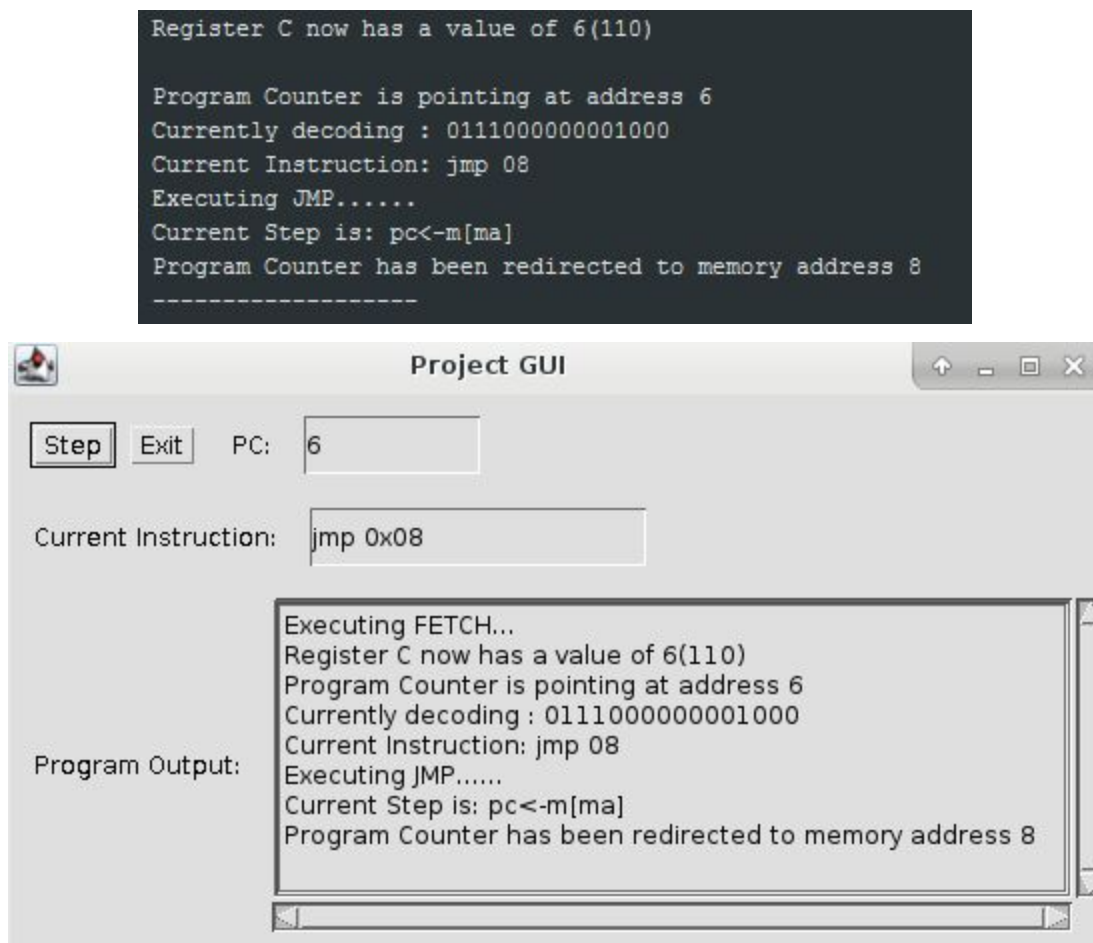 Register C now has a value of 6(110)
Program Counter is pointing at address 6
Currently decoding : 0111000000001000
Current Instruction: jmp 08
Executing JMP......
Current Step is: pc<-m[ma]
Program Counter has been redirected to memory address 8
-------------------
Project GUI
Step Exit PC: 6
Current Instruction: jmp 0x08
Program Output:
Executing FETCH...
Register C now has a value of 6(110)
Program Counter is pointing at address 6
Currently decoding : 0111000000001000
Current Instruction: jmp 08
Executing JMP......
Current Step is: pc<-m[ma]
Program Counter has been redirected to memory address 8